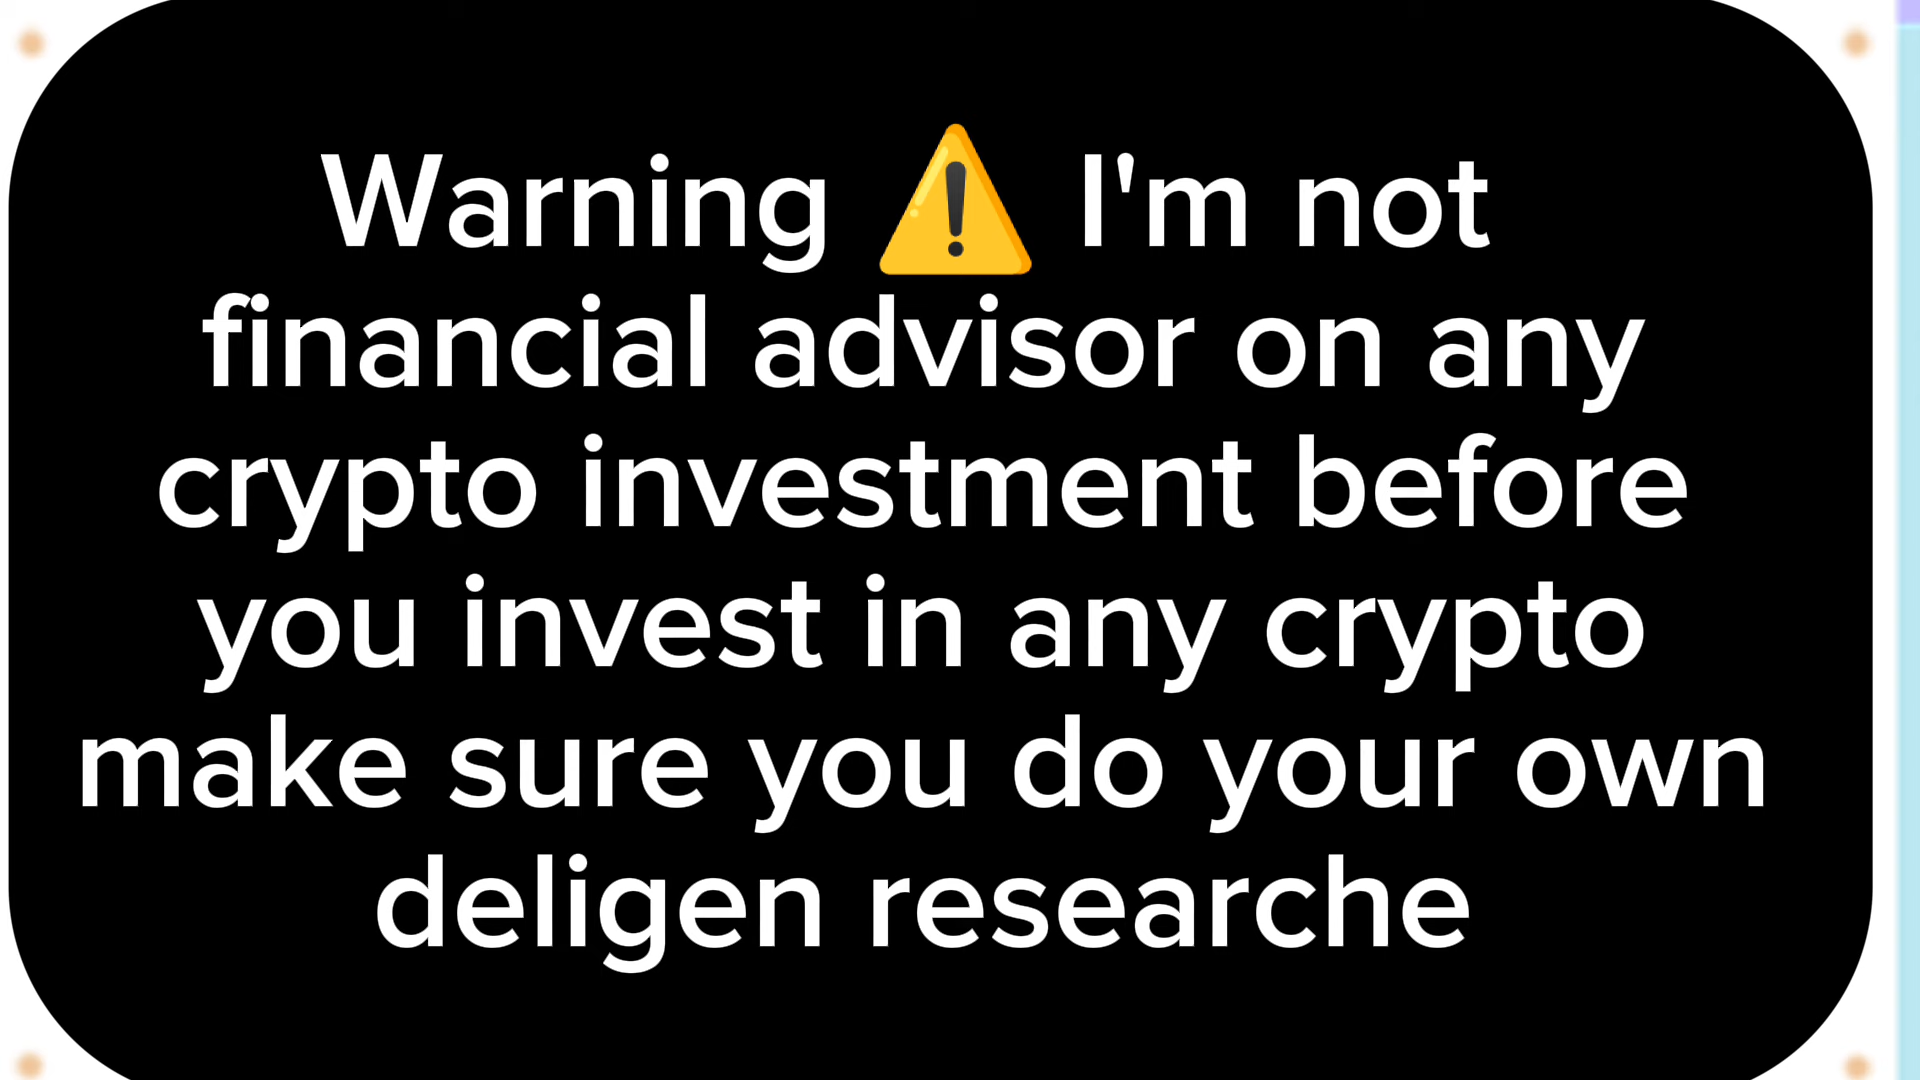 Warning ⚠️ I'm not
financial advisor on any
crypto investment before
you invest in any crypto
make sure you do your own
deligen researche